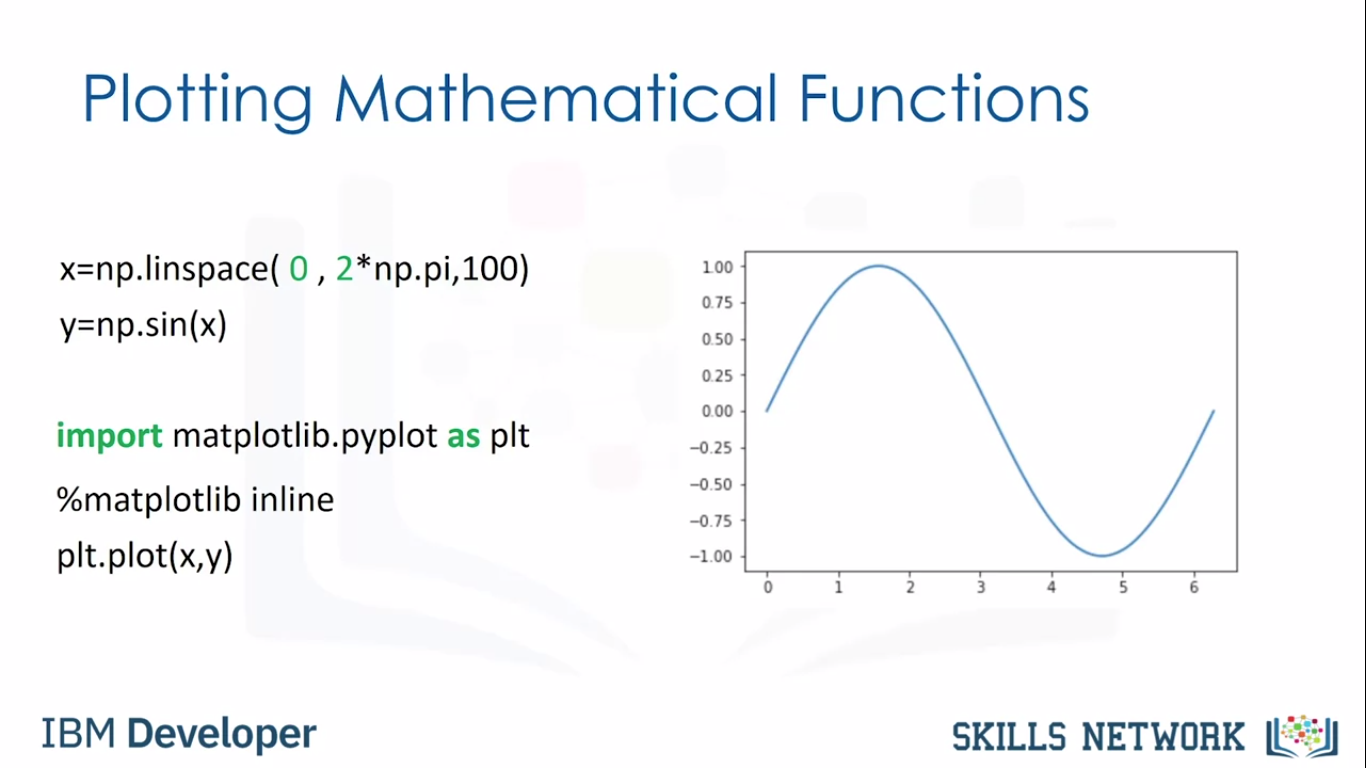 Plotting Mathematical Functions
x=np.linspace( 0 , 2*np.pi,100)
y=np.sin(x)
import matplotlib.pyplot as plt
%matplotlib inline
plt.plot(x,y)
1.00
0.75
0.50
0.25
0.00
−0.25
−0.50
−0.75
−1.00
0 1 2 3 4 5 6
IBM Developer
SKILLS NETWORK